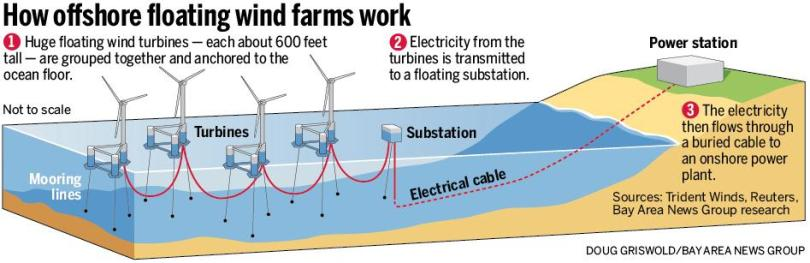 How offshore floating wind farms work
1 Huge floating wind turbines — each about 600 feet
tall — are grouped together and anchored to the
ocean floor.
2 Electricity from the
turbines is transmitted
to a floating substation.
Power station
Not to scale
Turbines
Substation
3 The electricity
then flows through
a buried cable to
an onshore power
plant.
Mooring
lines
Electrical cable
Sources: Trident Winds, Reuters,
Bay Area News Group research
DOUG GRISWOLD/BAY AREA NEWS GROUP